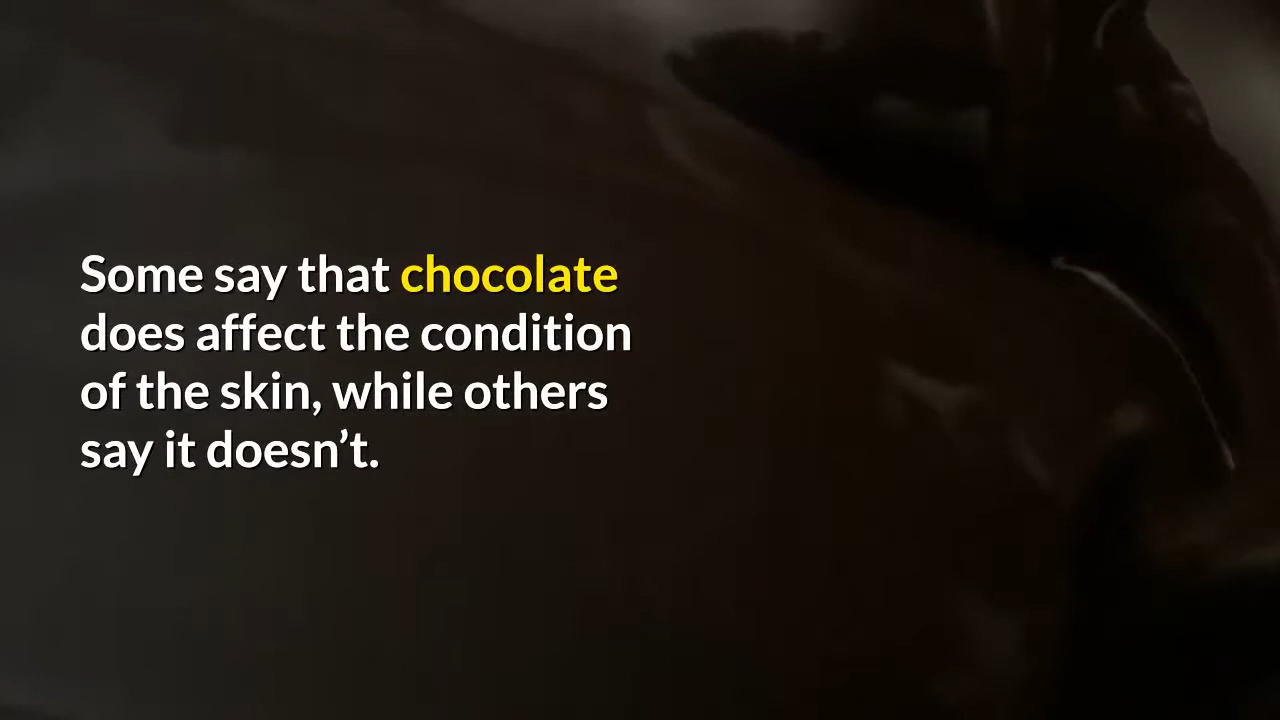 Some say that chocolate
does affect the condition
of the skin, while others
say it doesn’t.